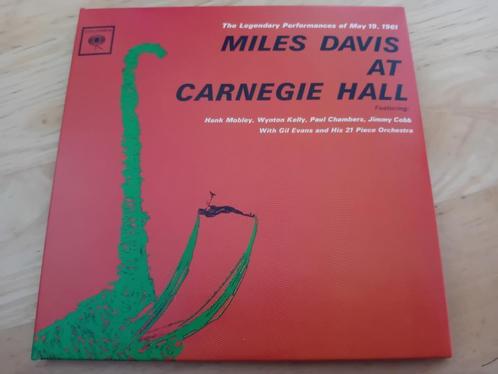 The Legendary Performances of May 19, 1961
MILES DAVIS
AT
CARNEGIE HALL
Featuring:
Hank Mobley, Wynton Kelly, Paul Chambers, Jimmy Cobb
With Gil Evans and His 21 Piece Orchestra